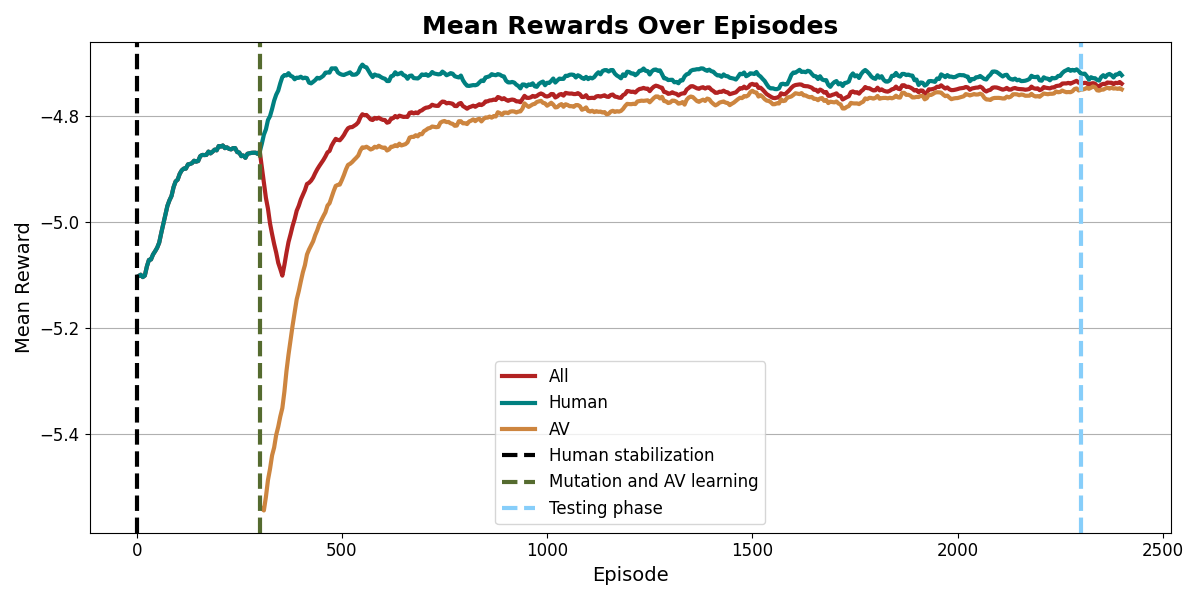 Mean Rewards Over Episodes
Mean Reward
−4.8
−5.0
−5.2
−5.4
All
Human
AV
Human stabilization
Mutation and AV learning
Testing phase
0
500
1000
1500
2000
2500
Episode